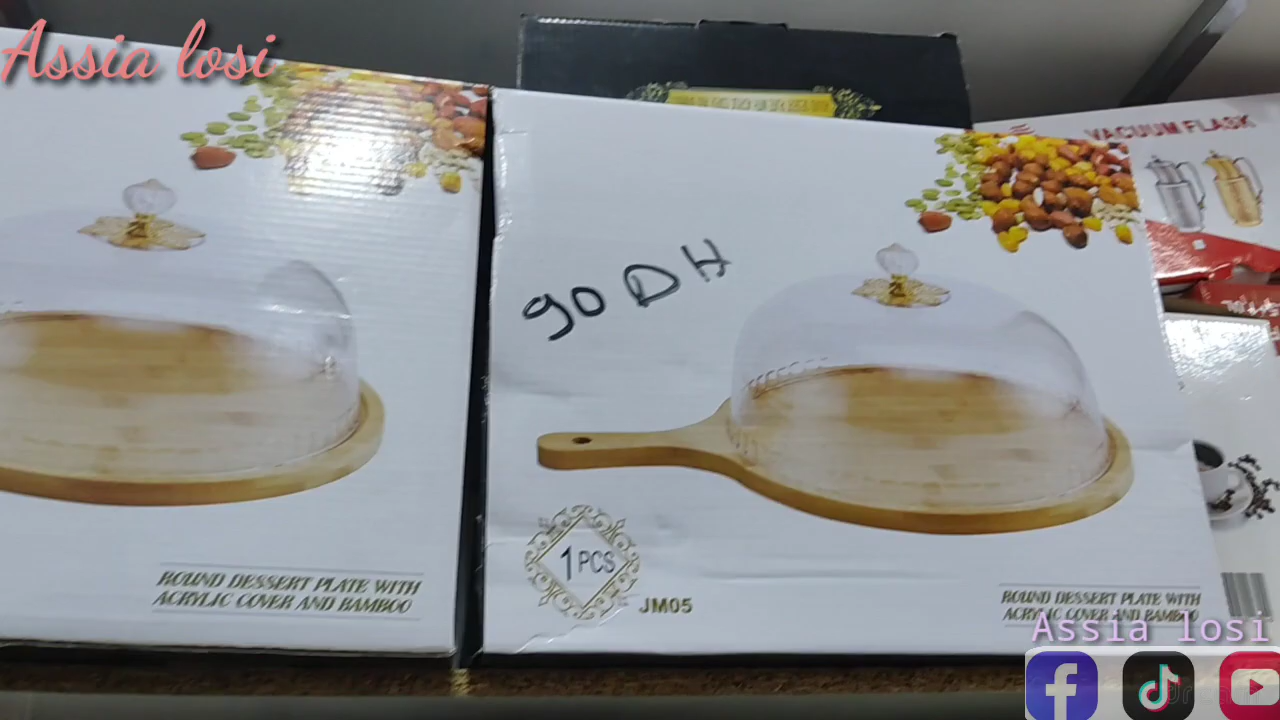 Assia losi
VACUUM FLASK
90 DH
1 PCS
JM05
ROUND DESSERT PLATE WITH
ACRYLIC COVER AND BAMBOO
ROUND DESSERT PLATE WITH
ACRYLIC COVER AND BAMBOO
Assia losi